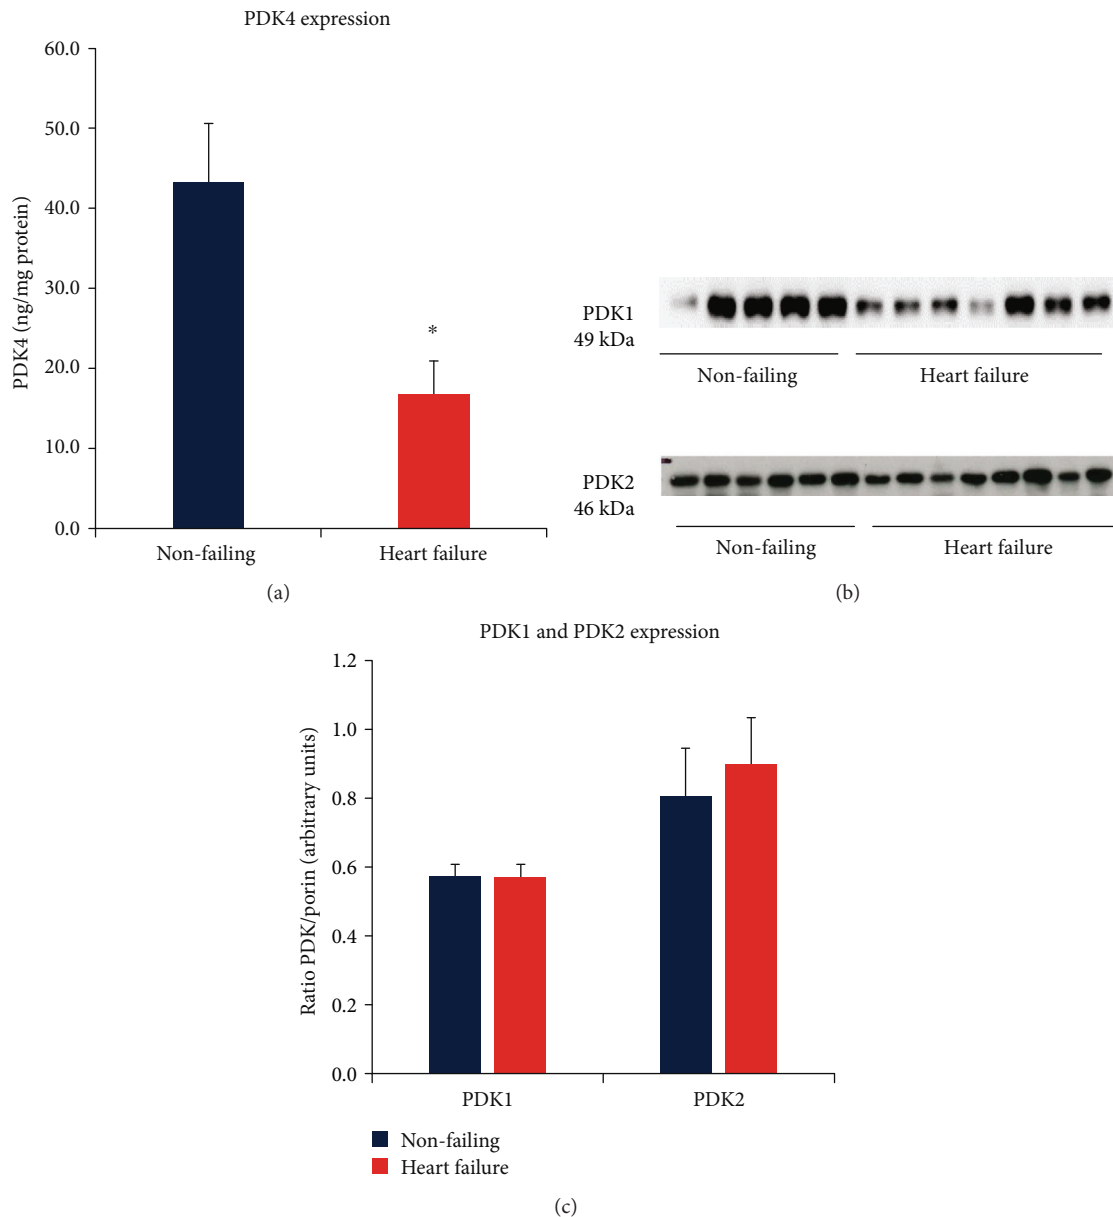 PDK4 expression
PDK4 (ng/mg protein)
60.0
50.0
40.0
30.0
20.0
10.0
0.0
*
Non-failing
Heart failure
(a)
PDK1
49 kDa
Non-failing
Heart failure
PDK2
46 kDa
Non-failing
Heart failure
(b)
PDK1 and PDK2 expression
Ratio PDK/porin (arbitrary units)
1.2
1.0
0.8
0.6
0.4
0.2
0.0
PDK1
PDK2
Non-failing
Heart failure
(c)